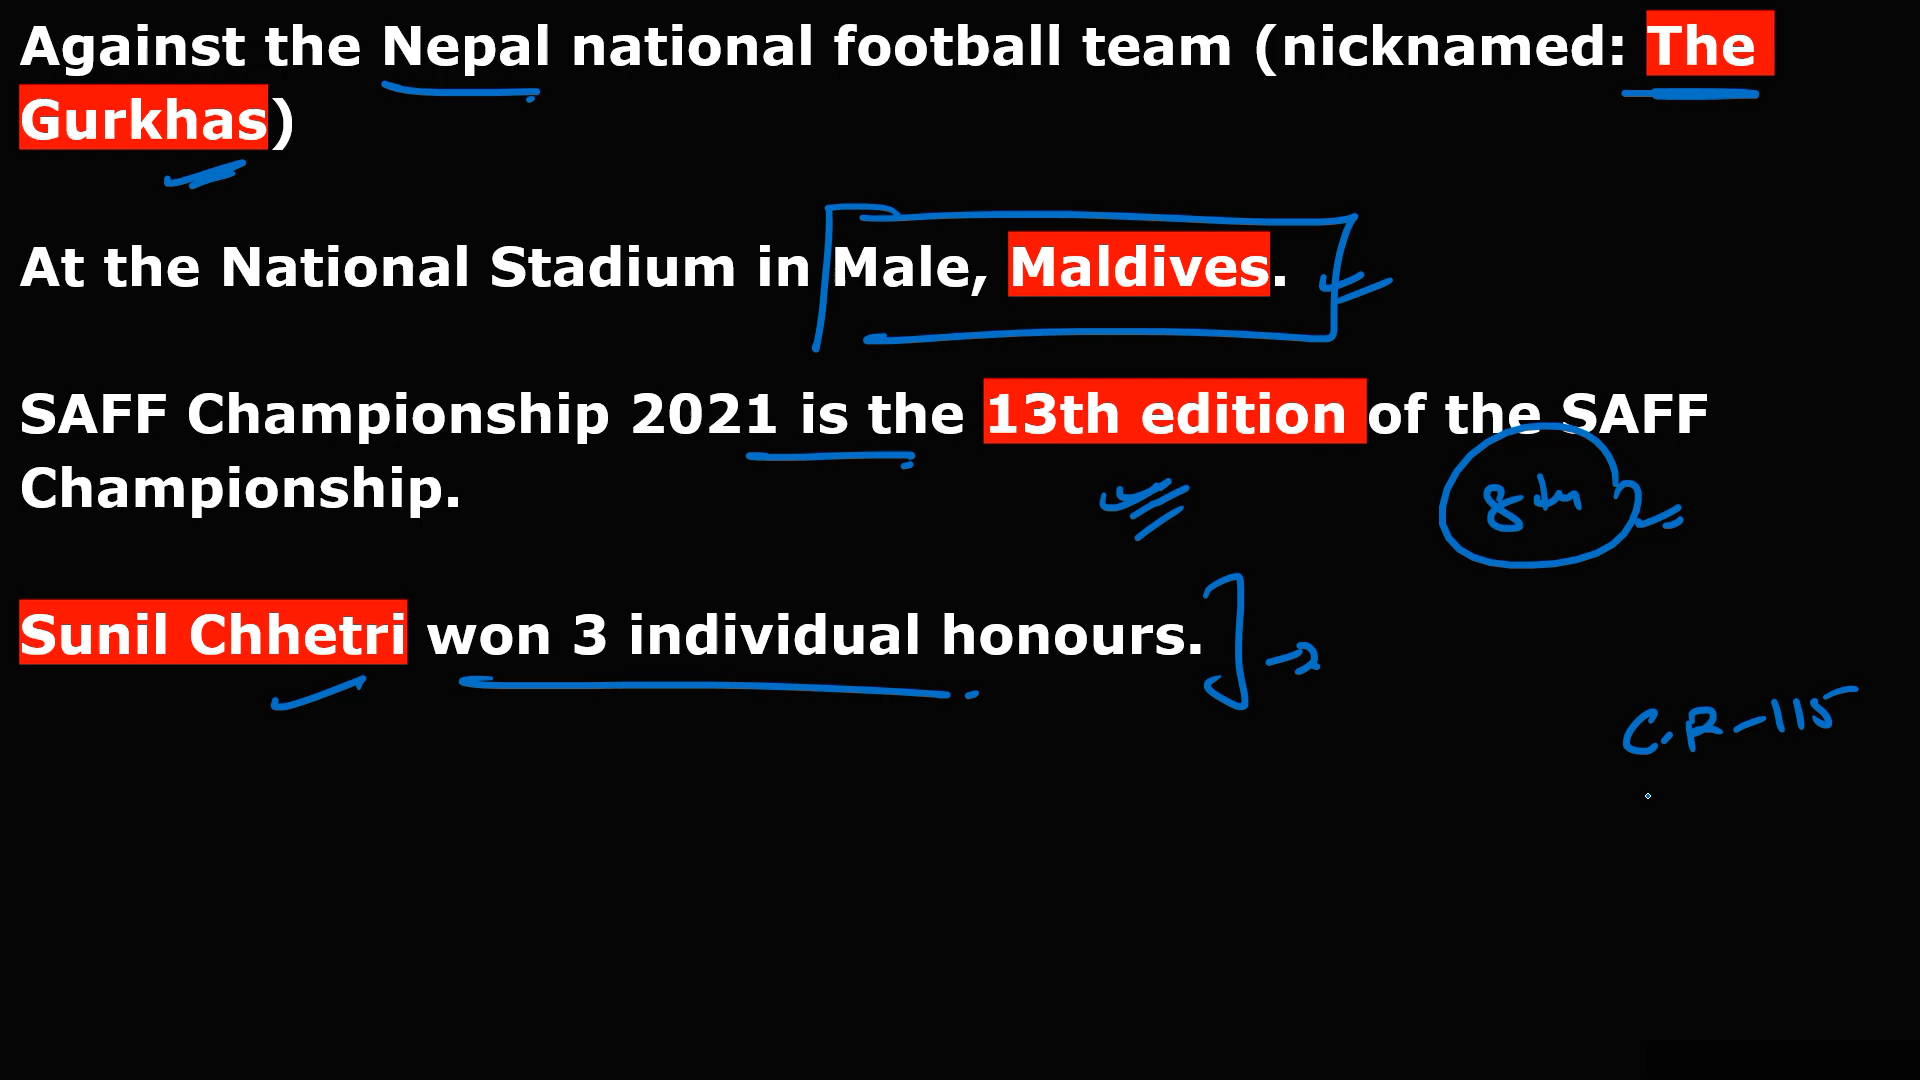 Against the Nepal national football team (nicknamed: The
Gurkhas)
At the National Stadium in Male, Maldives.
SAFF Championship 2021 is the 13th edition of the SAFF
Championship.
8th
Sunil Chhetri won 3 individual honours.
C.R-115